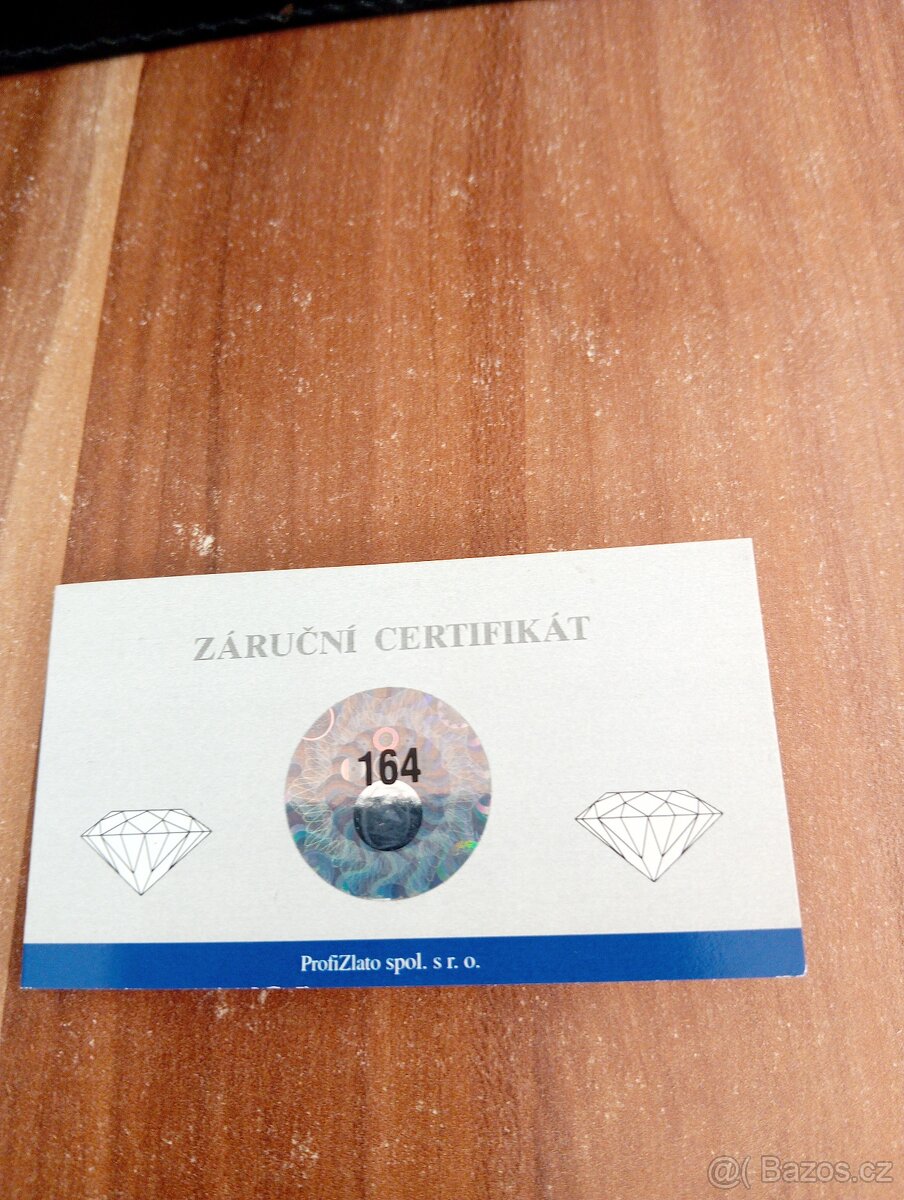 ZÁRUČNÍ CERTIFIKÁT
164
ProfiZlato spol. s r. o.
@( Bazos.cz